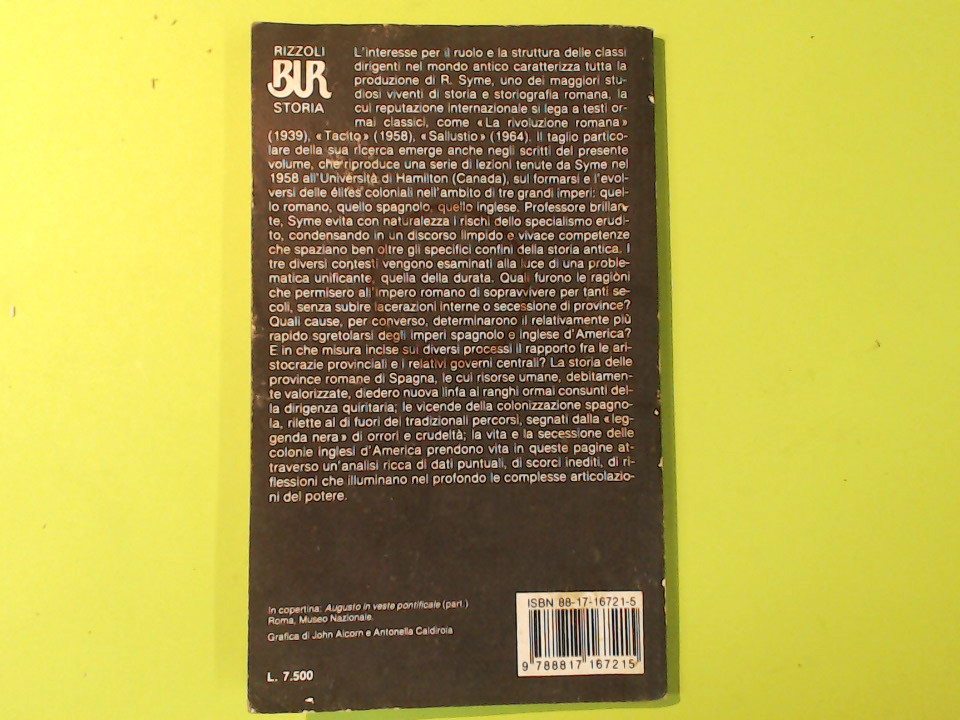 RIZZOLI
BUR
STORIA
L'interesse per il ruolo e la struttura delle classi
dirigenti nel mondo antico caratterizza tutta la
produzione di R. Syme, uno dei maggiori stu-
diosi viventi di storia e storiografia romana, la
cui reputazione internazionale si lega a testi or-
mai classici, come «La rivoluzione romana»
(1939), «Tacito» (1958), «Sallustio» (1964). Il taglio partico-
lare della sua ricerca emerge anche negli scritti del presente
volume, che riproduce una serie di lezioni tenute da Syme nel
1958 all'Università di Hamilton (Canada), sul formarsi e l'evol-
versi delle élites coloniali nell'ambito di tre grandi imperi: quel-
lo romano, quello spagnolo, quello inglese. Professore brillan-
te, Syme evita con naturalezza i rischi dello specialismo erudi-
to, condensando in un discorso limpido e vivace competenze
che spaziano ben oltre gli specifici confini della storia antica. I
tre diversi contesti vengono esaminati alla luce di una proble-
matica unificante, quella della durata. Quali furono le ragioni
che permisero all'impero romano di sopravvivere per tanti se-
coli, senza subire lacerazioni interne o secessione di province?
Quali cause, per converso, determinarono il relativamente più
rapido sgretolarsi degli imperi spagnolo e inglese d'America?
E in che misura incise sui diversi processi il rapporto fra le ari-
stocrazie provinciali e i relativi governi centrali? La storia delle
province romane di Spagna, le cui risorse umane, debitamen-
te valorizzate, diedero nuova linfa ai ranghi ormai consunti del-
la dirigenza quiritaria; le vicende della colonizzazione spagno-
la, rilette al di fuori dei tradizionali percorsi, segnati dalla «leg-
genda nera» di orrori e crudeltà; la vita e la secessione delle
colonie inglesi d'America prendono vita in queste pagine at-
traverso un'analisi ricca di dati puntuali, di scorci inediti, di ri-
flessioni che illuminano nel profondo le complesse articolazio-
ni del potere.
In copertina: Augusto in veste pontificale (part.)
Roma, Museo Nazionale.
Grafica di John Alcorn e Antonella Caldirola
L. 7.500
ISBN 88-17-16721-5
9 788817 167215